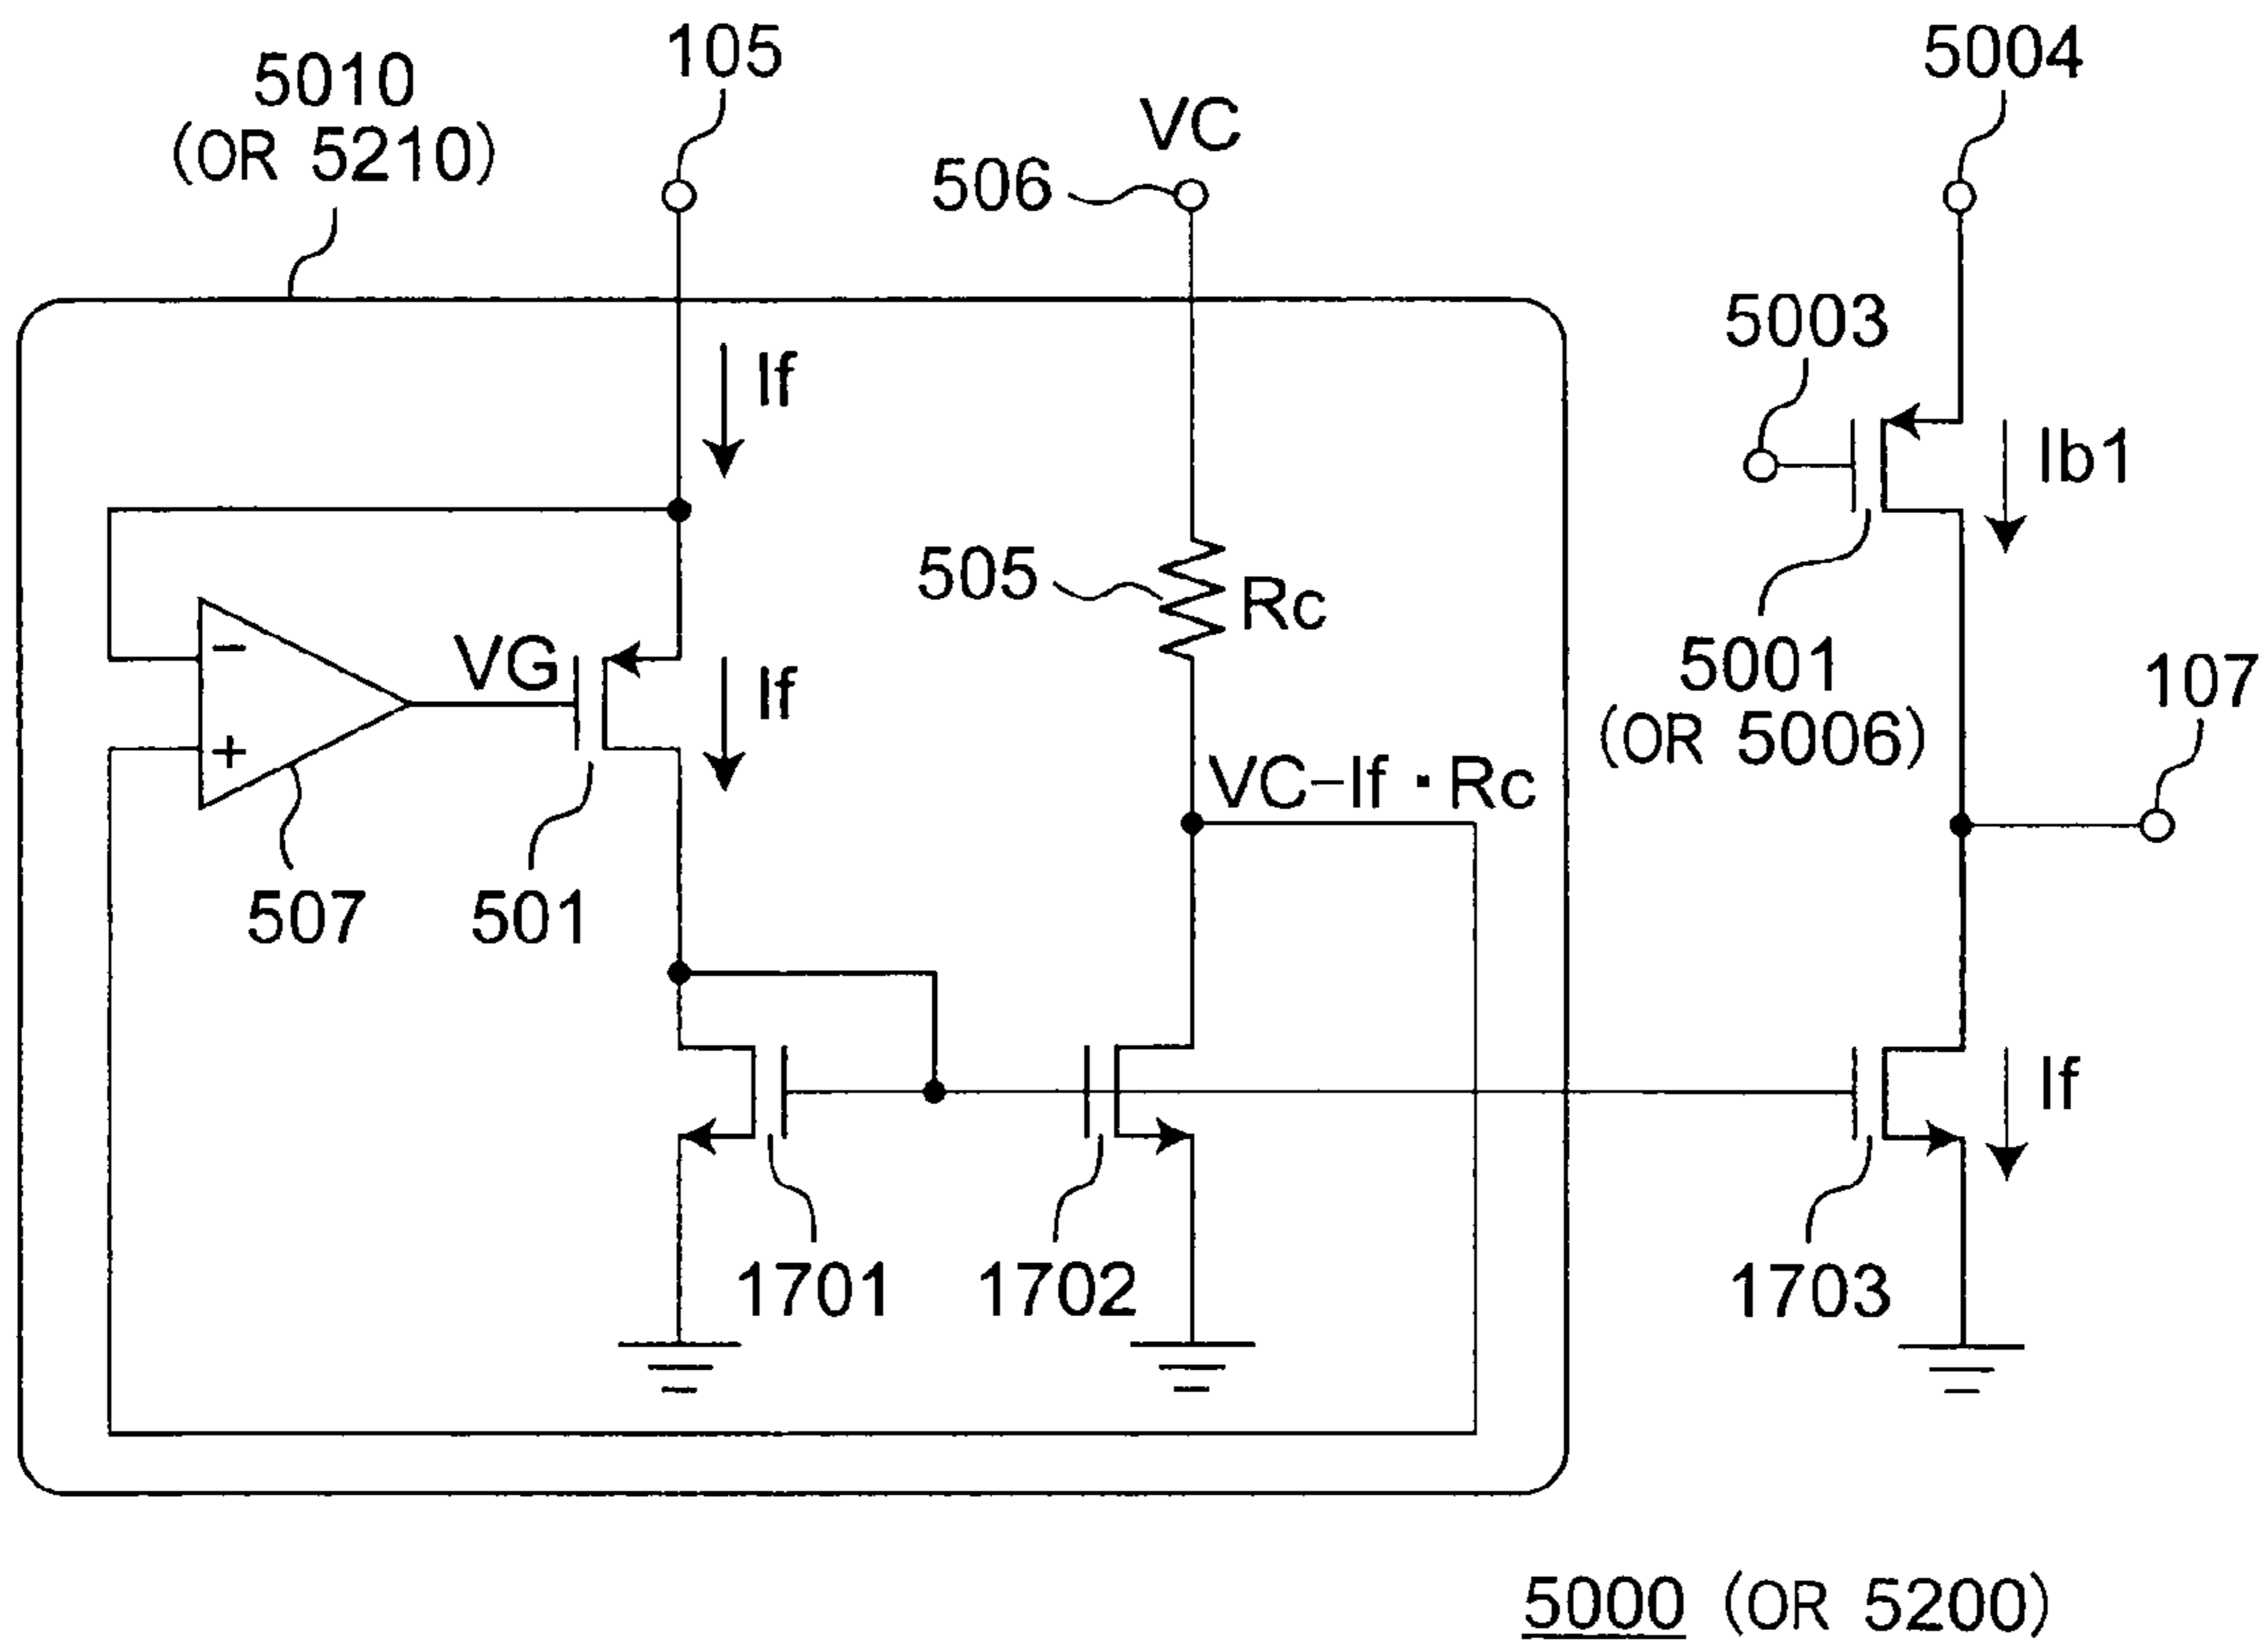 5010
(OR 5210)
105
VC
506
5004
If
5003
Ib1
505
Rc
−
+
VG
If
5001
(OR 5006)
107
VC−If・Rc
507
501
If
1701
1702
1703
5000 (OR 5200)